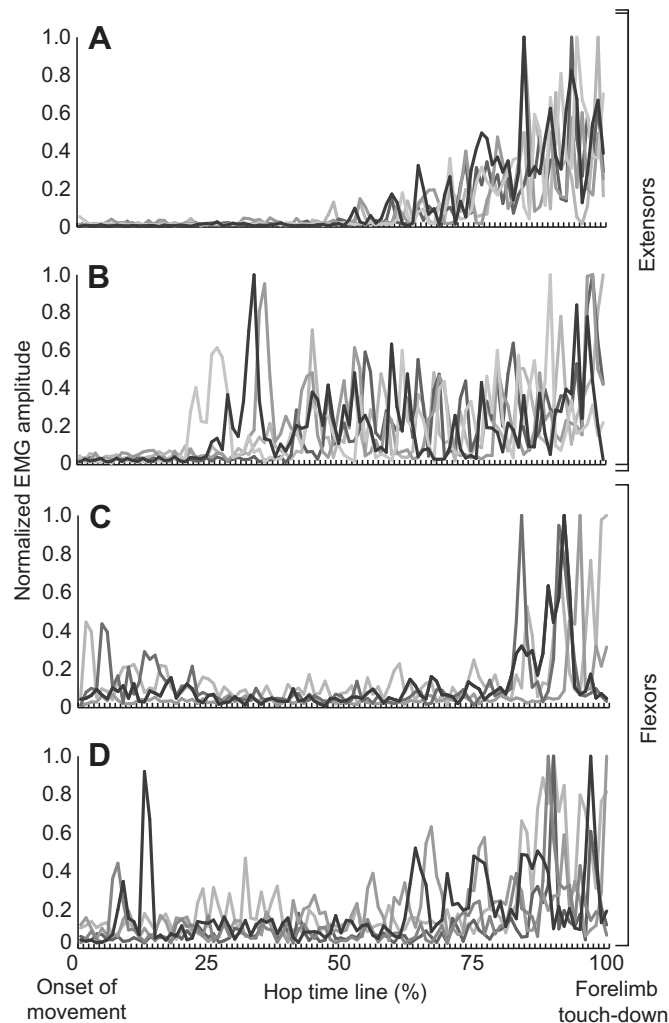 A
1.0
0.8
0.6
0.4
0.2
0
Extensors
B
1.0
0.8
0.6
0.4
0.2
0
Normalized EMG amplitude
C
1.0
0.8
0.6
0.4
0.2
0
Flexors
D
1.0
0.8
0.6
0.4
0.2
0
0 25 50 75 100
Onset of
movement
Hop time line (%)
Forelimb
touch-down